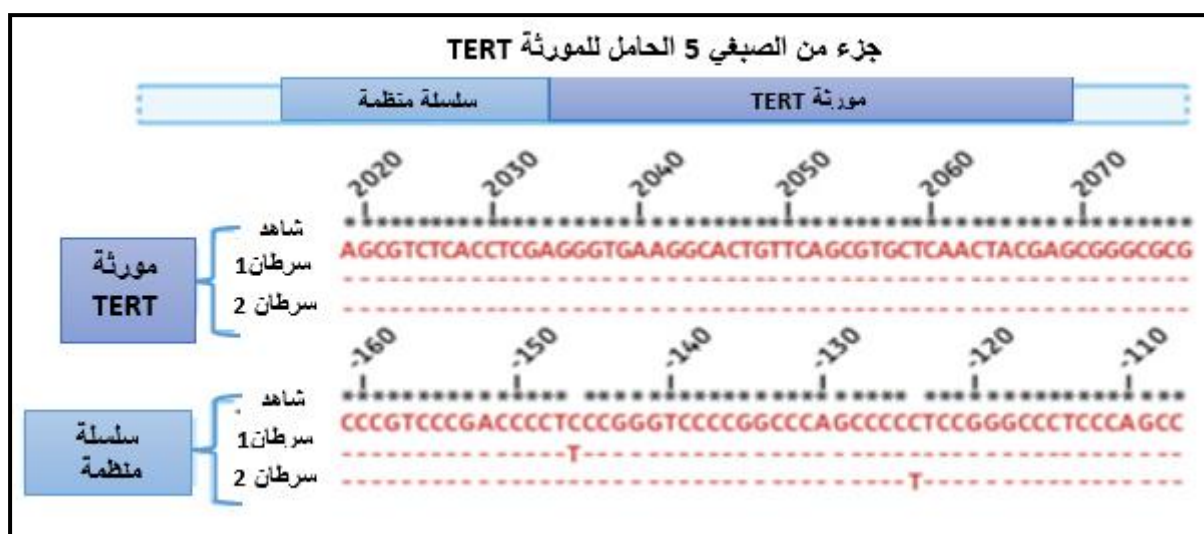 جزء من الصبغي 5 الحامل للمورثة TERT
سلسلة منظمة
مورثة TERT
2020 2030 2040 2050 2060 2070
مورثة TERT
شاهد
AGCGTCTCACCTCGAGGGTGAAGGCACTGTTCAGCGTGCTCAACTACGAGCGGGCGCG
سرطان1
سرطان 2
-160 -150 -140 -130 -120 -110
سلسلة منظمة
شاهد
CCCGTCCCGACCCCTCCCGGGTCCCCGGCCCAGCCCCCTCCGGGCCCTCCCAGCC
سرطان1
T
سرطان 2
T